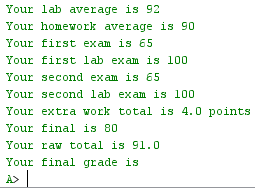 Your lab average is 92
Your homework average is 90
Your first exam is 65
Your first lab exam is 100
Your second exam is 65
Your second lab exam is 100
Your extra work total is 4.0 points
Your final is 80
Your raw total is 91.0
Your final grade is
A>